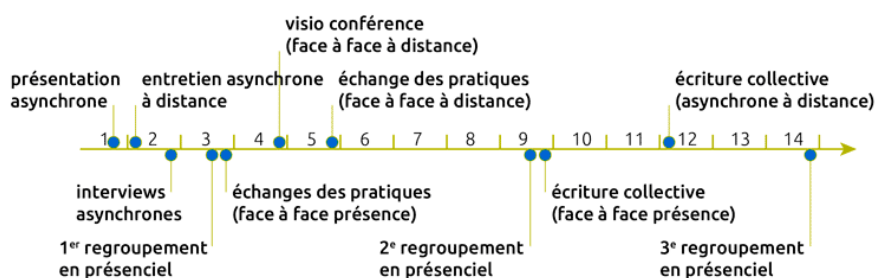 visio conférence
(face à face à distance)
présentation
asynchrone
entretien asynchrone
à distance
échange des pratiques
(face à face à distance)
écriture collective
(asynchrone à distance)
1 2 3 4 5 6 7 8 9 10 11 12 13 14
interviews
asynchrones
échanges des pratiques
(face à face présence)
écriture collective
(face à face présence)
1er regroupement
en présenciel
2e regroupement
en présenciel
3e regroupement
en présenciel